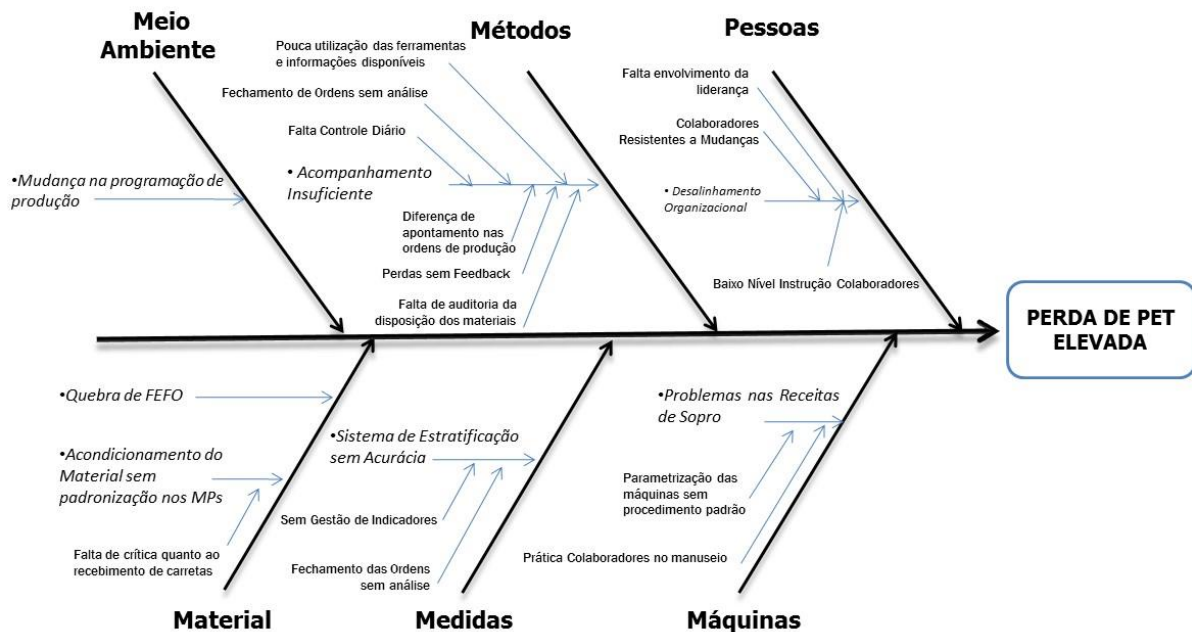 Meio
Ambiente
Métodos
Pessoas
Pouca utilização das ferramentas
e informações disponíveis
Fechamento de Ordens sem análise
Falta Controle Diário
•Mudança na programação de
produção
• Acompanhamento
Insuficiente
Diferença de
apontamento nas
ordens de produção
Perdas sem Feedback
Falta de auditoria da
disposição dos materiais
Falta envolvimento da
liderança
Colaboradores
Resistentes a Mudanças
• Desalinhamento
Organizacional
Baixo Nível Instrução Colaboradores
PERDA DE PET
ELEVADA
•Quebra de FEFO
•Acondicionamento do
Material sem
padronização nos MPs
Falta de crítica quanto ao
recebimento de carretas
•Sistema de Estratificação
sem Acurácia
Sem Gestão de Indicadores
Fechamento das Ordens
sem análise
•Problemas nas Receitas
de Sopro
Parametrização das
máquinas sem
procedimento padrão
Prática Colaboradores no manuseio
Material
Medidas
Máquinas